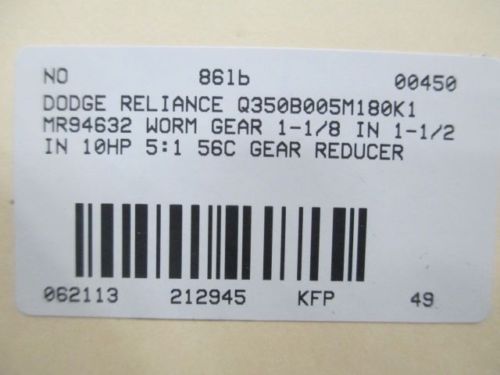 NO 86lb 00450
DODGE RELIANCE Q350B005M180K1
MR94632 WORM GEAR 1-1/8 IN 1-1/2
IN 10HP 5:1 56C GEAR REDUCER
062113 212945 KFP 49